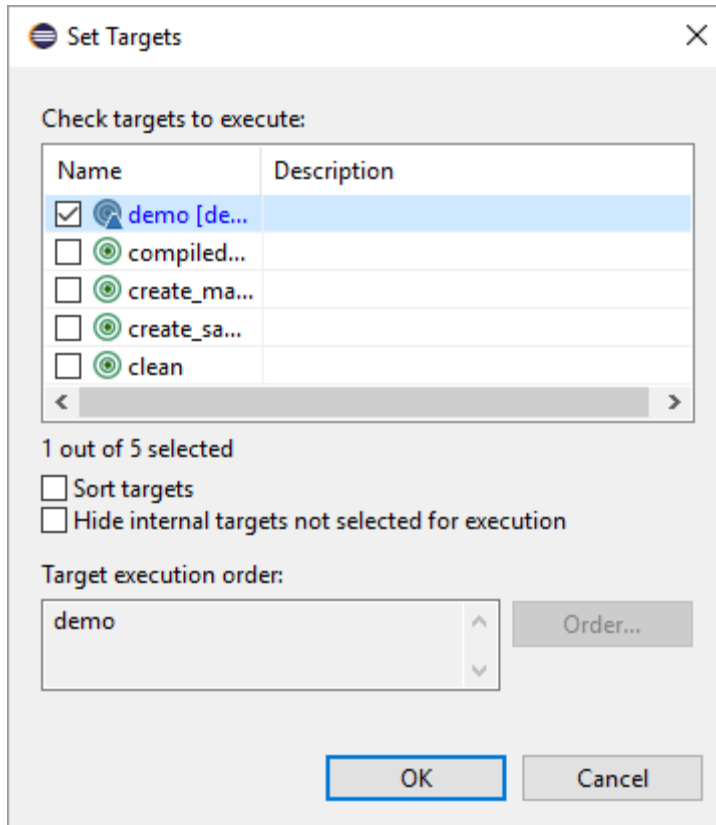 Set Targets
Check targets to execute:
Name Description
demo [de...
compiled...
create_ma...
create_sa...
clean
1 out of 5 selected
Sort targets
Hide internal targets not selected for execution
Target execution order:
demo
Order...
OK Cancel